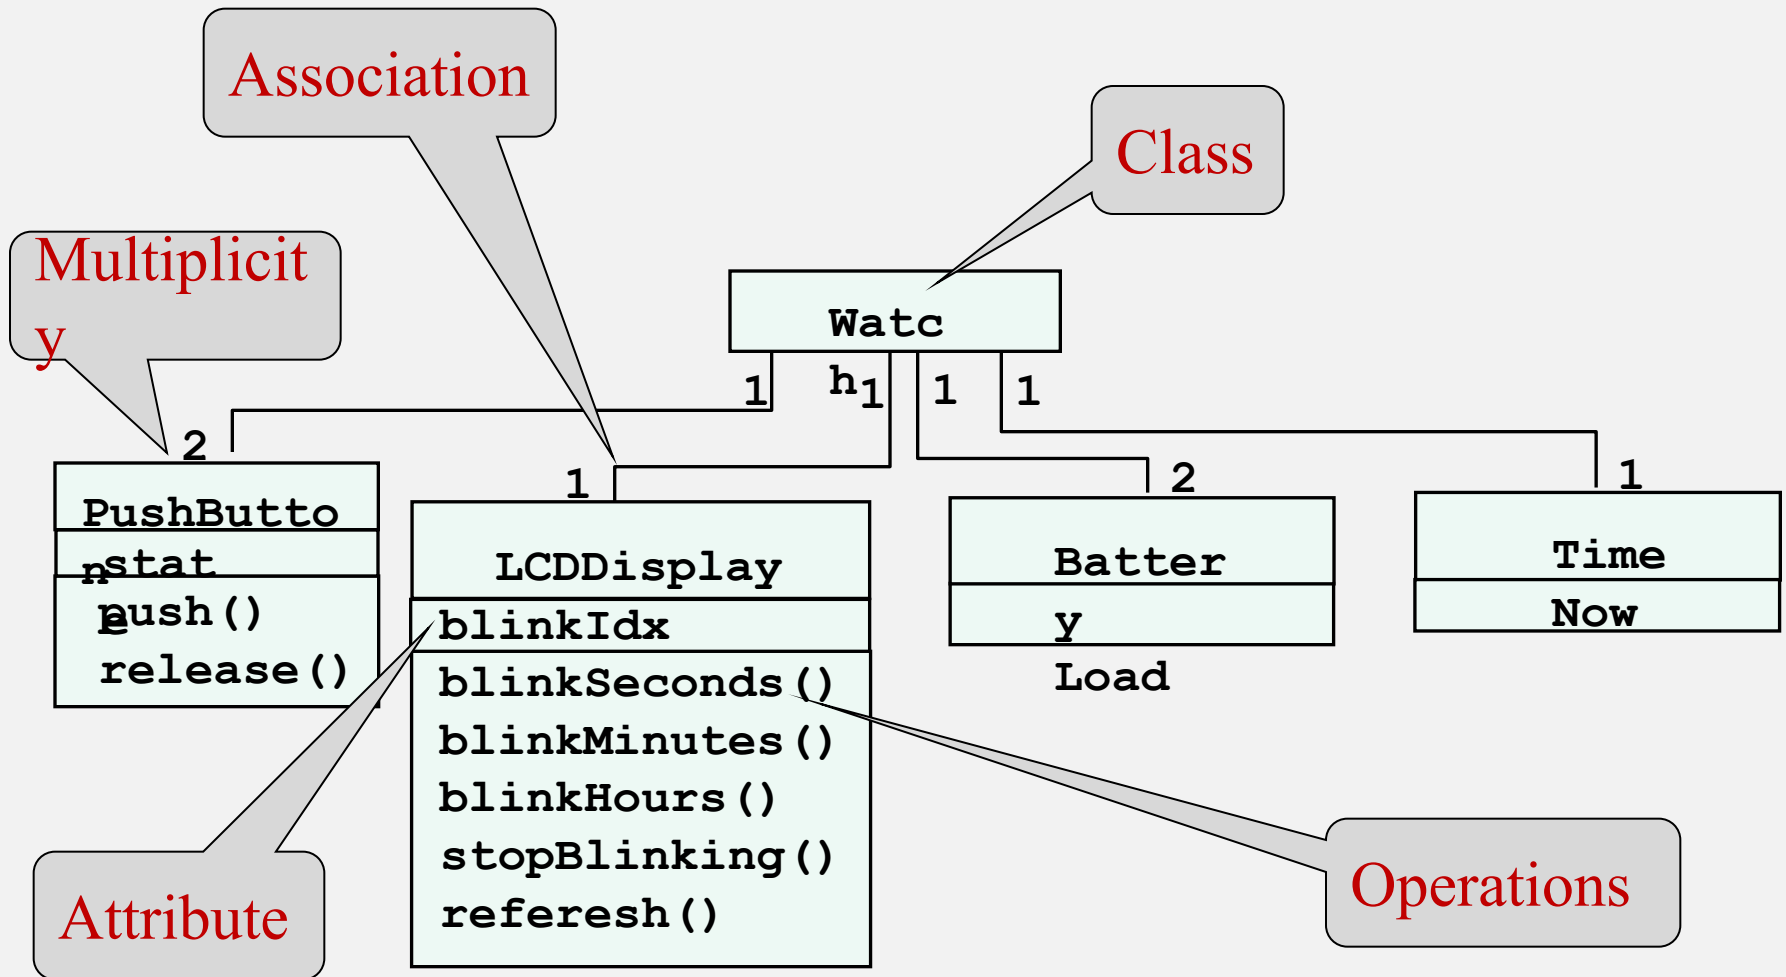 Association
Class
Multiplicit
y
Watc
h
1
1
1
1
2
1
2
1
PushButto
n
stat
e
push()
release()
LCDDisplay
blinkIdx
blinkSeconds()
blinkMinutes()
blinkHours()
stopBlinking()
referesh()
Batter
y
Load
Time
Now
Attribute
Operations